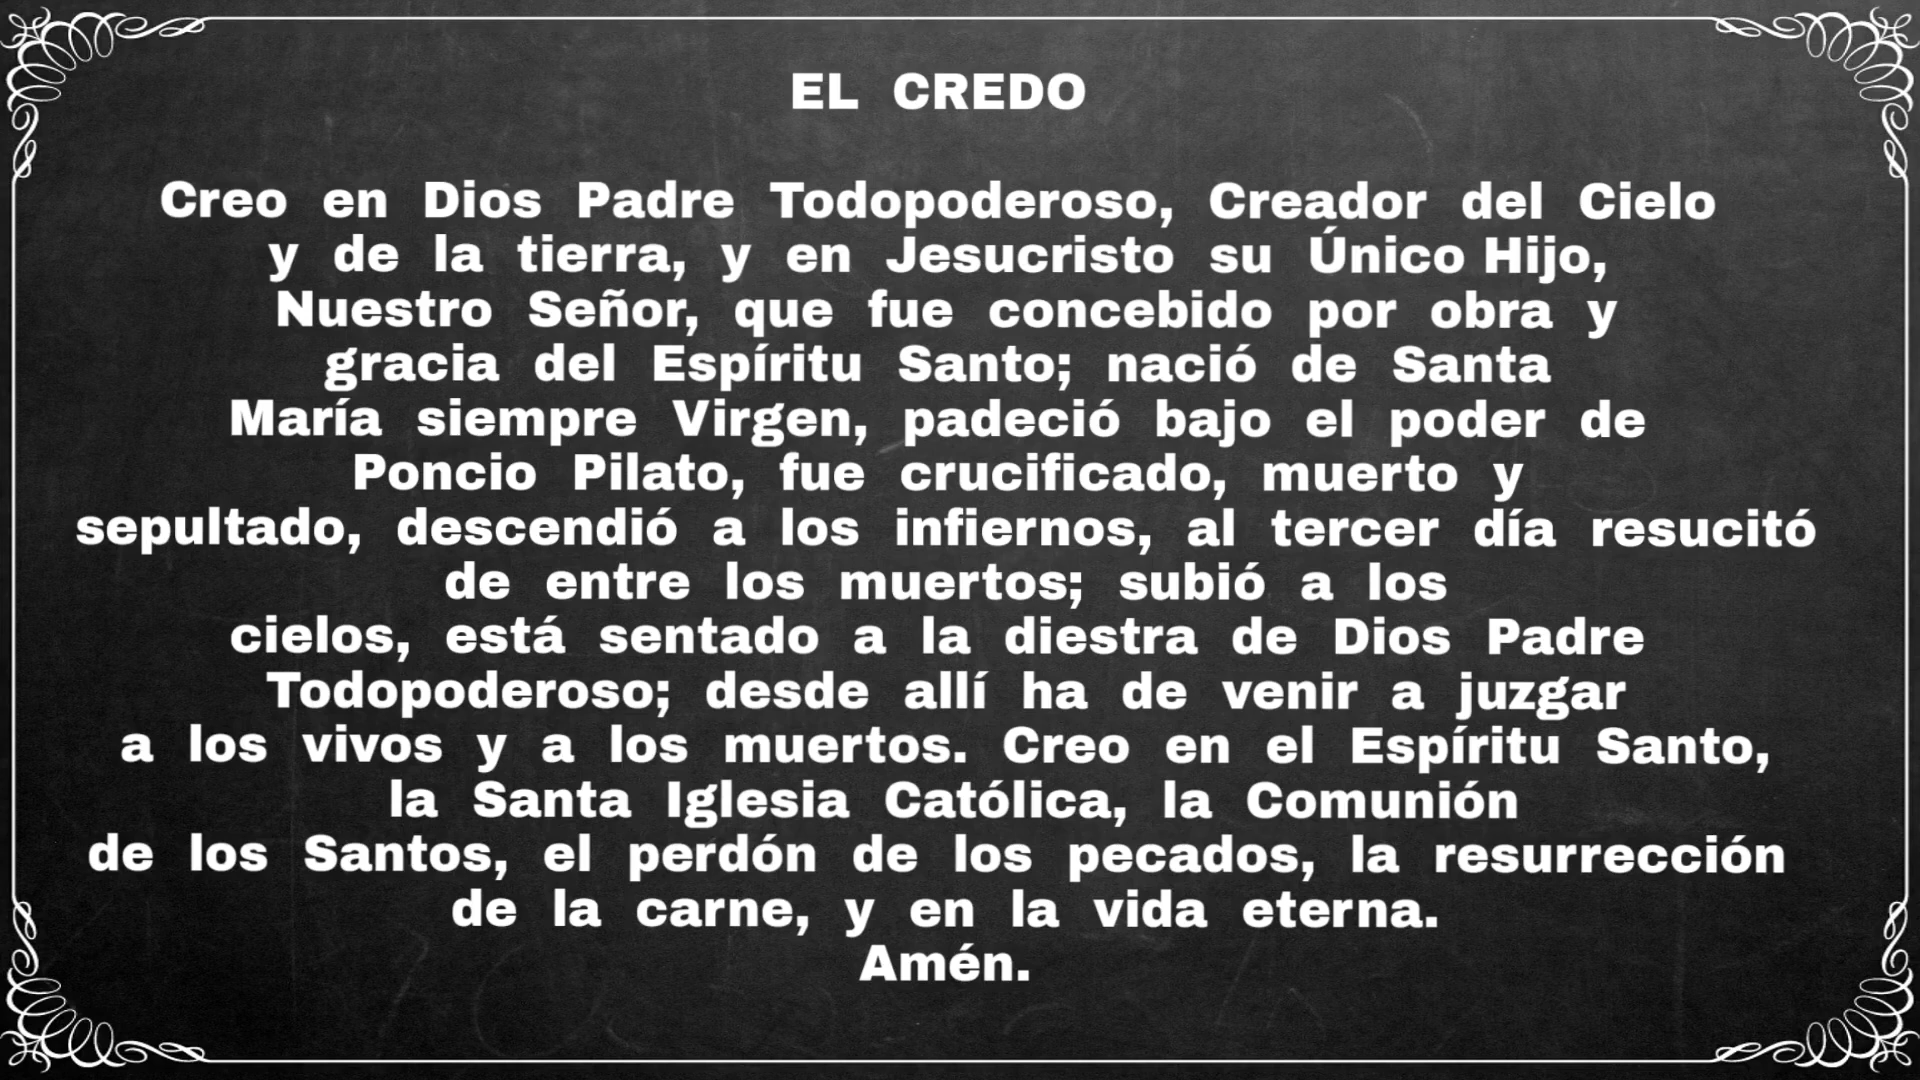 EL CREDO
Creo en Dios Padre Todopoderoso, Creador del Cielo
y de la tierra, y en Jesucristo su Único Hijo,
Nuestro Señor, que fue concebido por obra y
gracia del Espíritu Santo; nació de Santa
María siempre Virgen, padeció bajo el poder de
Poncio Pilato, fue crucificado, muerto y
sepultado, descendió a los infiernos, al tercer día resucitó
de entre los muertos; subió a los
cielos, está sentado a la diestra de Dios Padre
Todopoderoso; desde allí ha de venir a juzgar
a los vivos y a los muertos. Creo en el Espíritu Santo,
la Santa Iglesia Católica, la Comunión
de los Santos, el perdón de los pecados, la resurrección
de la carne, y en la vida eterna.
Amén.